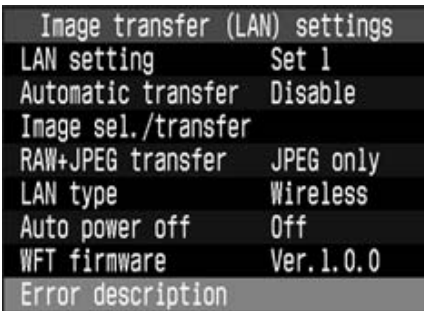 Image transfer (LAN) settings
LAN setting Set 1
Automatic transfer Disable
Image sel./transfer
RAW+JPEG transfer JPEG only
LAN type Wireless
Auto power off Off
WFT firmware Ver.1.0.0
Error description